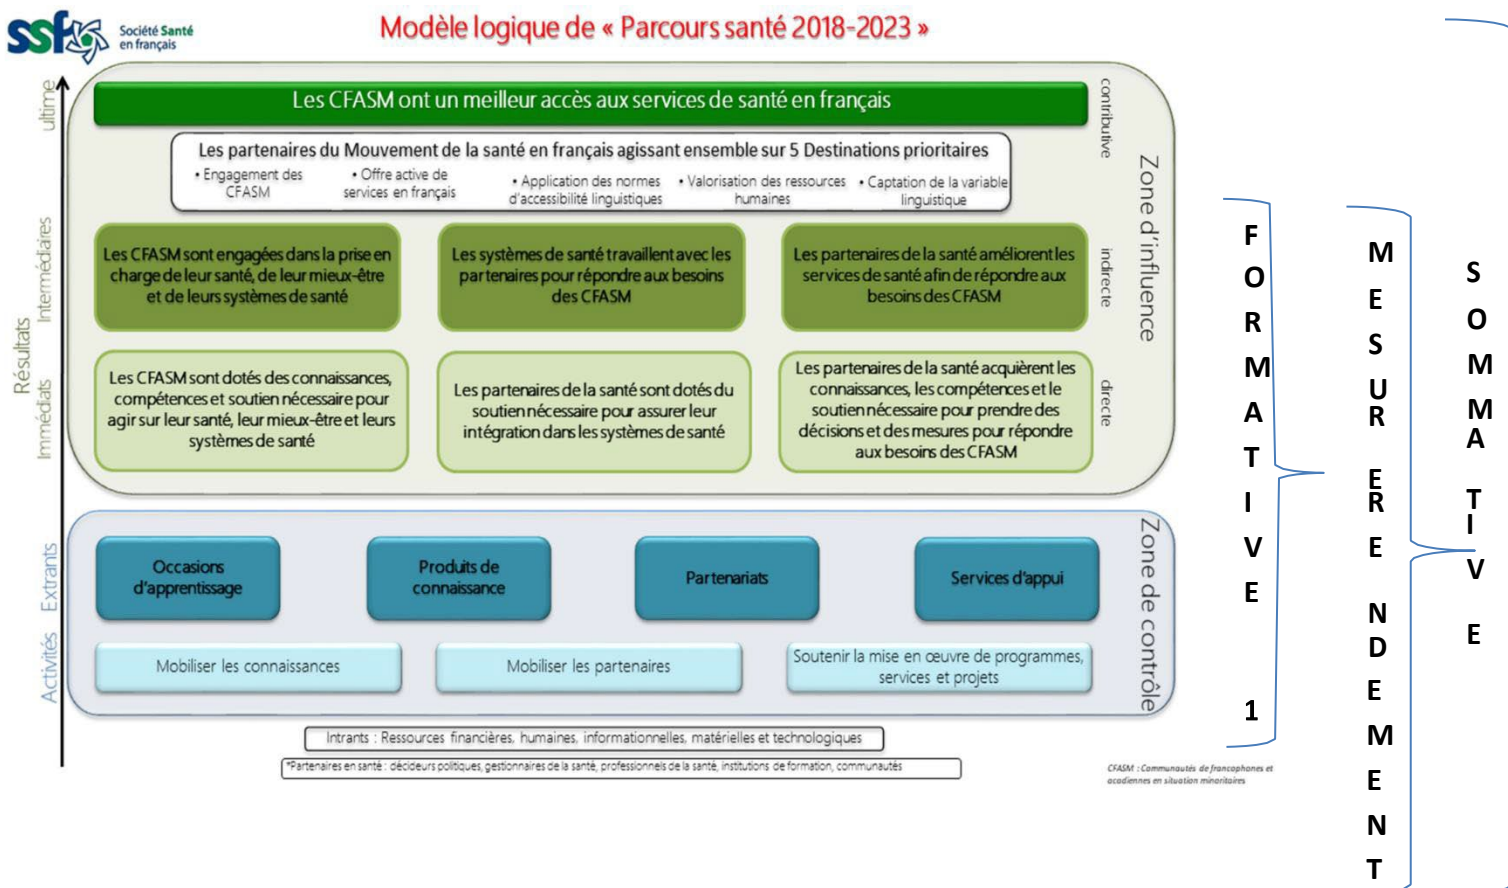 ssf Société Santé
en français
Modèle logique de « Parcours santé 2018-2023 »
ultime
Les CFASM ont un meilleur accès aux services de santé en français
contributive
Les partenaires du Mouvement de la santé en français agissant ensemble sur 5 Destinations prioritaires
• Engagement des
CFASM
• Offre active de
services en français
• Application des normes
d'accessibilité linguistiques
• Valorisation des ressources
humaines
• Captation de la variable
linguistique
Zone d'influence
Résultats
Intermédiaires
Les CFASM sont engagées dans la prise en
charge de leur santé, de leur mieux-être
et de leurs systèmes de santé
Les systèmes de santé travaillent avec les
partenaires pour répondre aux besoins
des CFASM
Les partenaires de la santé améliorent les
services de santé afin de répondre aux
besoins des CFASM
indirecte
Immédiats
Les CFASM sont dotés des connaissances,
compétences et soutien nécessaire pour
agir sur leur santé, leur mieux-être et leurs
systèmes de santé
Les partenaires de la santé sont dotés du
soutien nécessaire pour assurer leur
intégration dans les systèmes de santé
Les partenaires de la santé acquièrent les
connaissances, les compétences et le
soutien nécessaire pour prendre des
décisions et des mesures pour répondre
aux besoins des CFASM
directe
Extrants
Occasions
d'apprentissage
Produits de
connaissance
Partenariats
Services d'appui
Zone de contrôle
Activités
Mobiliser les connaissances
Mobiliser les partenaires
Soutenir la mise en œuvre de programmes,
services et projets
Intrants : Ressources financières, humaines, informationnelles, matérielles et technologiques
*Partenaires en santé : décideurs politiques, gestionnaires de la santé, professionnels de la santé, institutions de formation, communautés
CFASM : Communautés de francophones et
acadiennes en situation minoritaires
FORMATIVE 1
MESURER E RENDEMENT
SOMMATIVE